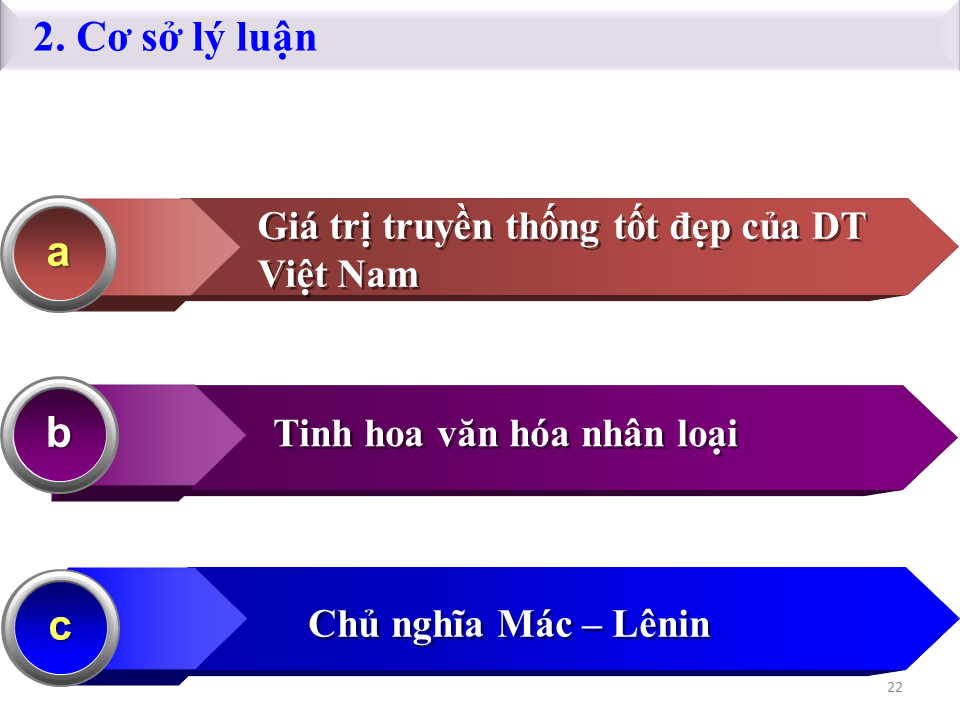 2. Cơ sở lý luận
a
Giá trị truyền thống tốt đẹp của DT
Việt Nam
b
Tinh hoa văn hóa nhân loại
c
Chủ nghĩa Mác – Lênin
22